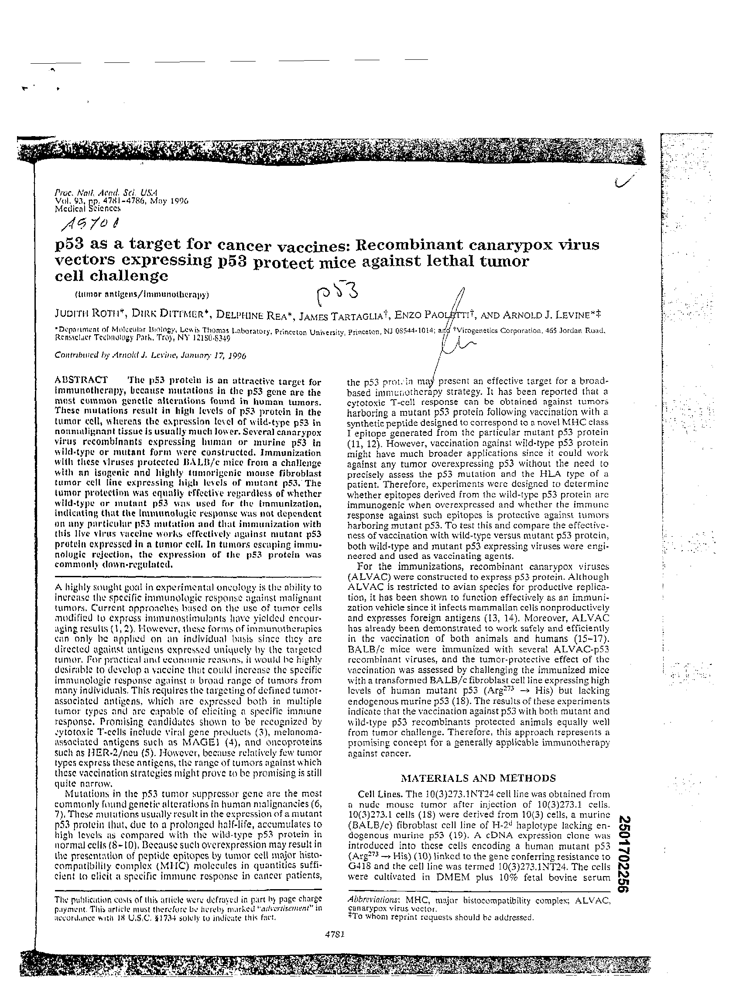 Proc. Natl. Acad. Sci. USA
Vol. 93, pp. 4781–4786, May 1996
Medical Sciences
A5701
p53 as a target for cancer vaccines: Recombinant canarypox virus
vectors expressing p53 protect mice against lethal tumor
cell challenge
(tumor antigens/immunotherapy)
p53
JUDITH ROTH*, DIRK DITTMER*, DELPHINE REA*, JAMES TARTAGLIA†, ENZO PAOLETTI†, AND ARNOLD J. LEVINE*‡
*Department of Molecular Biology, Lewis Thomas Laboratory, Princeton University, Princeton, NJ 08544-1014; and †Virogenetics Corporation, 465 Jordan Road,
Rensselaer Technology Park, Troy, NY 12180-8349
Contributed by Arnold J. Levine, January 17, 1996
ABSTRACT The p53 protein is an attractive target for
immunotherapy, because mutations in the p53 gene are the
most common genetic alterations found in human tumors.
These mutations result in high levels of p53 protein in the
tumor cell, whereas the expression level of wild-type p53 in
nonmalignant tissue is usually much lower. Several canarypox
virus recombinants expressing human or murine p53 in
wild-type or mutant form were constructed. Immunization
with these viruses protected BALB/c mice from a challenge
with an isogenic and highly tumorigenic mouse fibroblast
tumor cell line expressing high levels of mutant p53. The
tumor protection was equally effective regardless of whether
wild-type or mutant p53 was used for the immunization,
indicating that the immunologic response was not dependent
on any particular p53 mutation and that immunization with
this live virus vaccine works effectively against mutant p53
protein expressed in a tumor cell. In tumors escaping immu-
nologic rejection, the expression of the p53 protein was
commonly down-regulated.
A highly sought goal in experimental oncology is the ability to
increase the specific immunologic response against malignant
tumors. Current approaches based on the use of tumor cells
modified to express immunostimulants have yielded encour-
aging results (1, 2). However, these forms of immunotherapies
can only be applied on an individual basis since they are
directed against antigens expressed uniquely by the targeted
tumor. For practical and economic reasons, it would be highly
desirable to develop a vaccine that could increase the specific
immunologic response against a broad range of tumors from
many individuals. This requires the targeting of defined tumor-
associated antigens, which are expressed both in multiple
tumor types and are capable of eliciting a specific immune
response. Promising candidates shown to be recognized by
cytotoxic T-cells include viral gene products (3), melanoma-
associated antigens such as MAGE1 (4), and oncoproteins
such as HER-2/neu (5). However, because relatively few tumor
types express these antigens, the range of tumors against which
these vaccination strategies might prove to be promising is still
quite narrow.
Mutations in the p53 tumor suppressor gene are the most
commonly found genetic alterations in human malignancies (6,
7). These mutations usually result in the expression of a mutant
p53 protein that, due to a prolonged half-life, accumulates to
high levels as compared with the wild-type p53 protein in
normal cells (8–10). Because such overexpression may result in
the presentation of peptide epitopes by tumor cell major histo-
compatibility complex (MHC) molecules in quantities suffi-
cient to elicit a specific immune response in cancer patients,
The publication costs of this article were defrayed in part by page charge
payment. This article must therefore be hereby marked "advertisement" in
accordance with 18 U.S.C. §1734 solely to indicate this fact.
the p53 protein may present an effective target for a broad-
based immunotherapy strategy. It has been reported that a
cytotoxic T-cell response can be obtained against tumors
harboring a mutant p53 protein following vaccination with a
synthetic peptide designed to correspond to a novel MHC class
I epitope generated from the particular mutant p53 protein
(11, 12). However, vaccination against wild-type p53 protein
might have much broader applications since it could work
against any tumor overexpressing p53 without the need to
precisely assess the p53 mutation and the HLA type of a
patient. Therefore, experiments were designed to determine
whether epitopes derived from the wild-type p53 protein are
immunogenic when overexpressed and whether the immune
response against such epitopes is protective against tumors
harboring mutant p53. To test this and compare the effective-
ness of vaccination with wild-type versus mutant p53 protein,
both wild-type and mutant p53 expressing viruses were engi-
neered and used as vaccinating agents.
For the immunizations, recombinant canarypox viruses
(ALVAC) were constructed to express p53 protein. Although
ALVAC is restricted to avian species for productive replica-
tion, it has been shown to function effectively as an immuni-
zation vehicle since it infects mammalian cells nonproductively
and expresses foreign antigens (13, 14). Moreover, ALVAC
has already been demonstrated to work safely and efficiently
in the vaccination of both animals and humans (15–17).
BALB/c mice were immunized with several ALVAC-p53
recombinant viruses, and the tumor-protective effect of the
vaccination was assessed by challenging the immunized mice
with a transformed BALB/c fibroblast cell line expressing high
levels of human mutant p53 (Arg²⁷³ → His) but lacking
endogenous murine p53 (18). The results of these experiments
indicate that the vaccination against p53 with both mutant and
wild-type p53 recombinants protected animals equally well
from tumor challenge. Therefore, this approach represents a
promising concept for a generally applicable immunotherapy
against cancer.
MATERIALS AND METHODS
Cell Lines. The 10(3)273.1NT24 cell line was obtained from
a nude mouse tumor after injection of 10(3)273.1 cells.
10(3)273.1 cells (18) were derived from 10(3) cells, a murine
(BALB/c) fibroblast cell line of H-2ᵈ haplotype lacking en-
dogenous murine p53 (19). A cDNA expression clone was
introduced into these cells encoding a human mutant p53
(Arg²⁷³ → His) (10) linked to the gene conferring resistance to
G418 and the cell line was termed 10(3)273.1NT24. The cells
were cultivated in DMEM plus 10% fetal bovine serum
Abbreviations: MHC, major histocompatibility complex; ALVAC,
canarypox virus vector.
‡To whom reprint requests should be addressed.
4781
2501702256